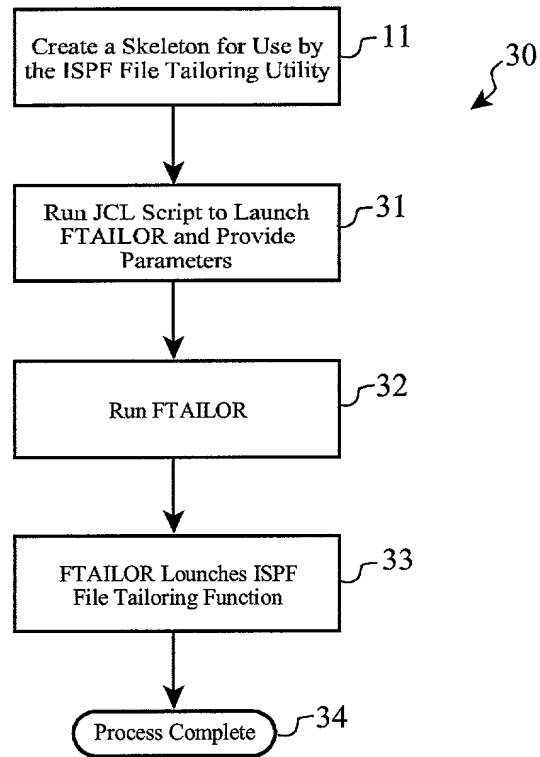 Create a Skeleton for Use by
the ISPF File Tailoring Utility
11
30
Run JCL Script to Launch
FTAILOR and Provide
Parameters
31
Run FTAILOR
32
FTAILOR Lounches ISPF
File Tailoring Function
33
Process Complete
34